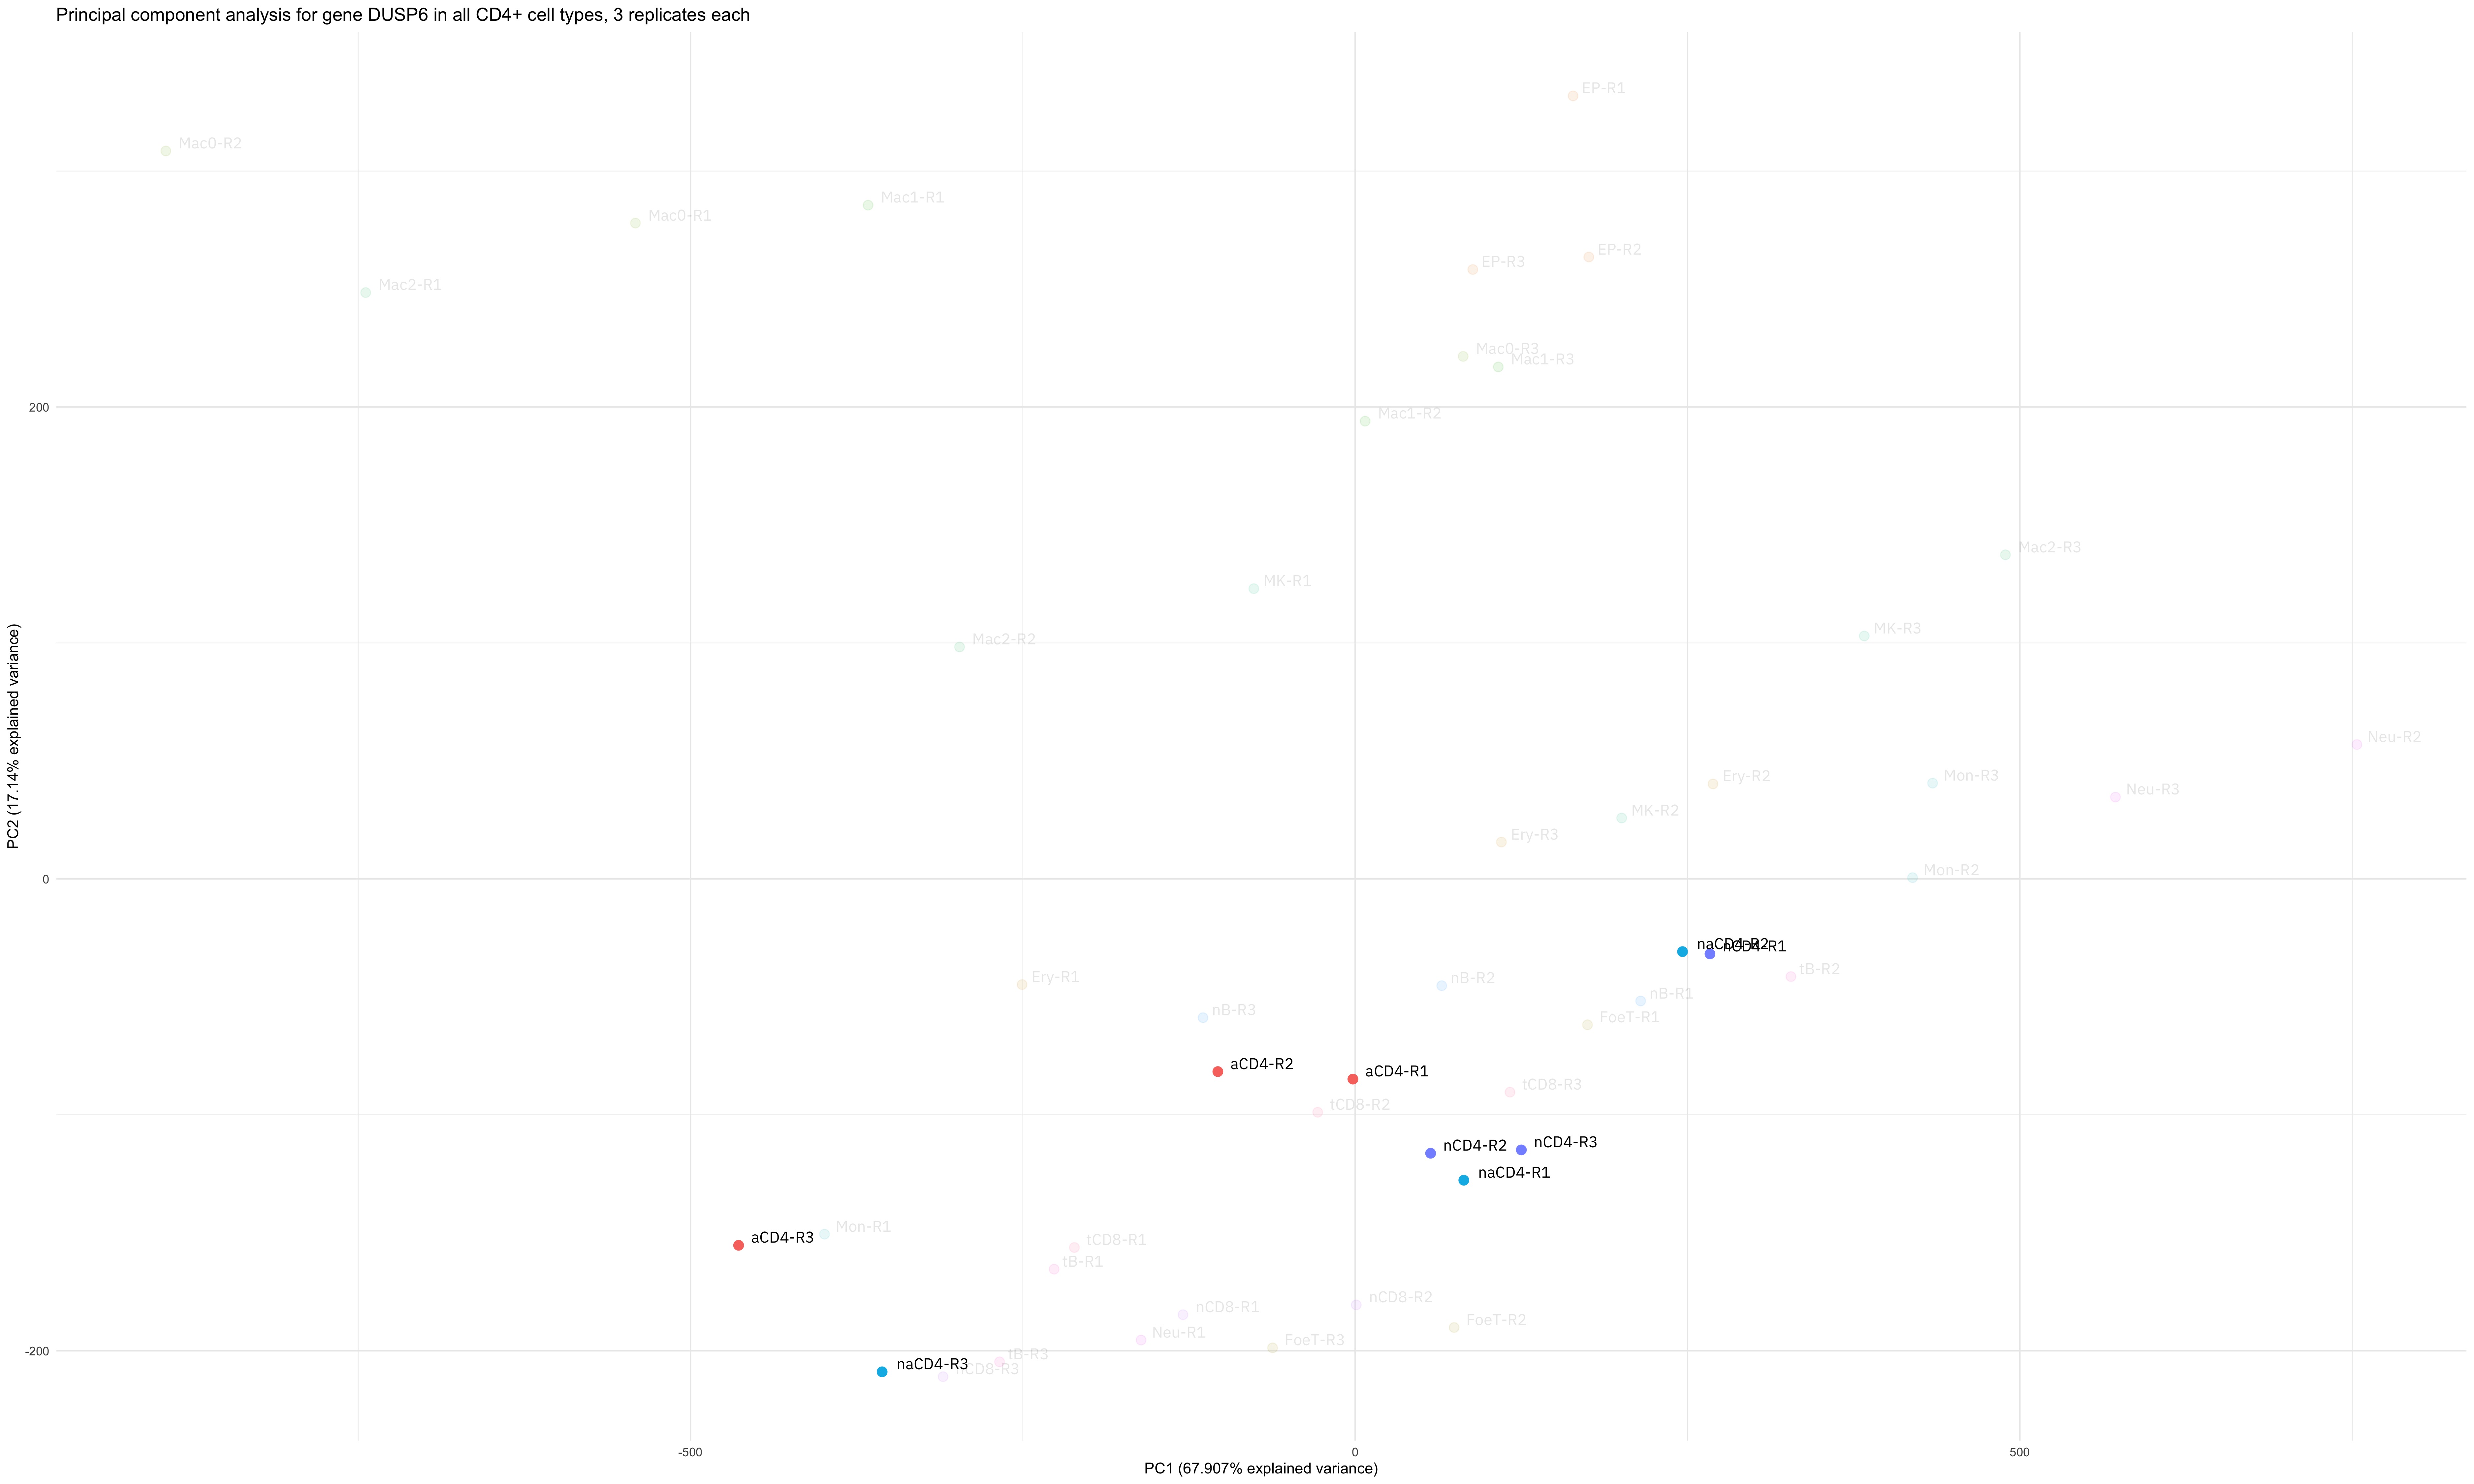 Principal component analysis for gene DUSP6 in all CD4+ cell types, 3 replicates each
EP-R1
Mac0-R2
Mac1-R1
Mac0-R1
EP-R2
EP-R3
Mac2-R1
Mac0-R3
Mac1-R3
200
Mac1-R2
Mac2-R3
MK-R1
MK-R3
Mac2-R2
PC2 (17.14% explained variance)
Neu-R2
Ery-R2
Mon-R3
Neu-R3
MK-R2
Ery-R3
Mon-R2
0
naCD4-R2
nCD4-R1
tB-R2
Ery-R1
nB-R2
nB-R1
nB-R3
FoeT-R1
aCD4-R2
aCD4-R1
tCD8-R3
tCD8-R2
nCD4-R2
nCD4-R3
naCD4-R1
Mon-R1
aCD4-R3
tCD8-R1
tB-R1
nCD8-R2
nCD8-R1
FoeT-R2
Neu-R1
FoeT-R3
-200
tB-R3
naCD4-R3
nCD8-R3
-500
0
500
PC1 (67.907% explained variance)